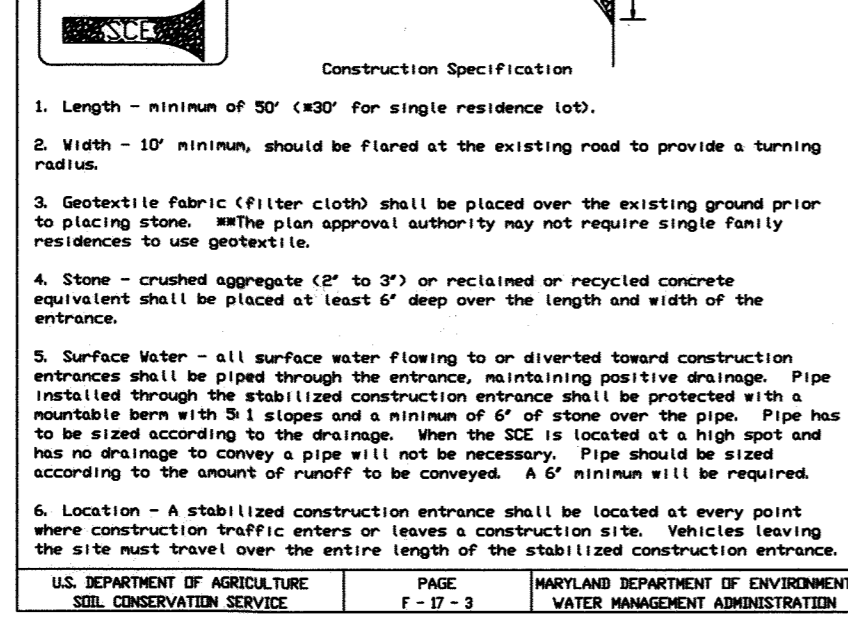 SCE
Construction Specification
1. Length - minimum of 50' (*30' for single residence lot).
2. Width - 10' minimum, should be flared at the existing road to provide a turning
radius.
3. Geotextile fabric (filter cloth) shall be placed over the existing ground prior
to placing stone. **The plan approval authority may not require single family
residences to use geotextile.
4. Stone - crushed aggregate (2" to 3") or reclaimed or recycled concrete
equivalent shall be placed at least 6" deep over the length and width of the
entrance.
5. Surface Water - all surface water flowing to or diverted toward construction
entrances shall be piped through the entrance, maintaining positive drainage. Pipe
installed through the stabilized construction entrance shall be protected with a
mountable berm with 5:1 slopes and a minimum of 6" of stone over the pipe. Pipe has
to be sized according to the drainage. When the SCE is located at a high spot and
has no drainage to convey a pipe will not be necessary. Pipe should be sized
according to the amount of runoff to be conveyed. A 6" minimum will be required.
6. Location - A stabilized construction entrance shall be located at every point
where construction traffic enters or leaves a construction site. Vehicles leaving
the site must travel over the entire length of the stabilized construction entrance.
U.S. DEPARTMENT OF AGRICULTURE
SOIL CONSERVATION SERVICE
PAGE
F - 17 - 3
MARYLAND DEPARTMENT OF ENVIRONMENT
WATER MANAGEMENT ADMINISTRATION